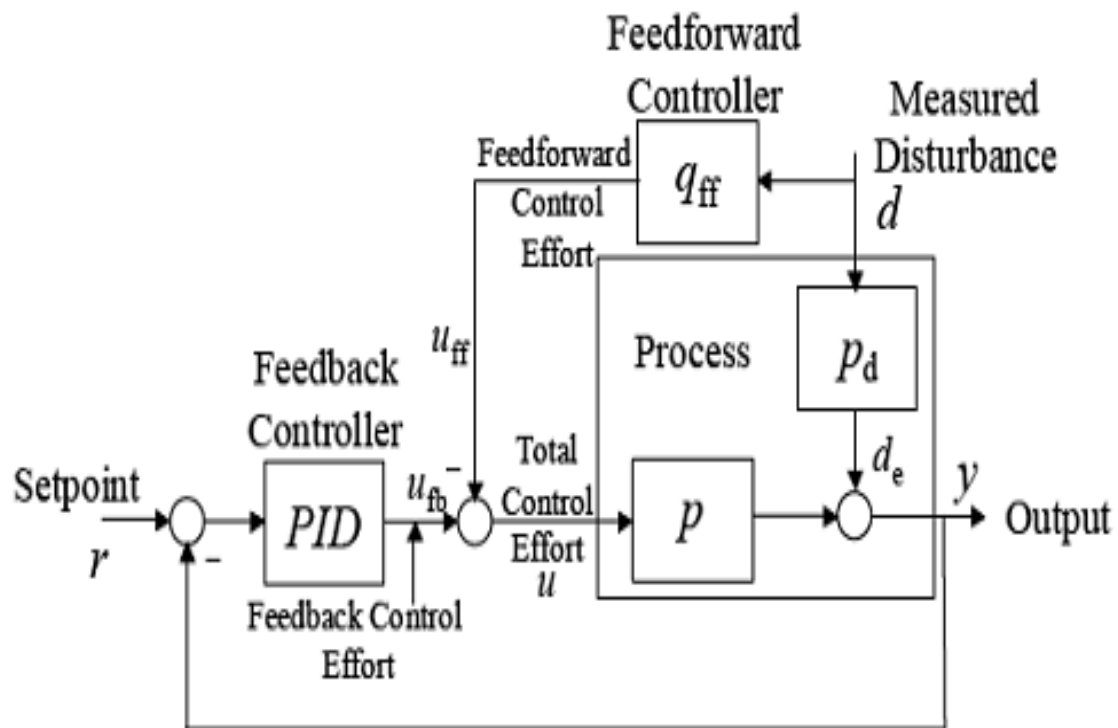 Feedforward
Controller
Measured
Disturbance
d
Feedforward
Control
Effort
q_ff
u_ff
Process
p_d
Feedback
Controller
d_e
Setpoint
r
PID
u_fb
Total
Control
Effort
u
p
y
Output
Feedback Control
Effort
−
−